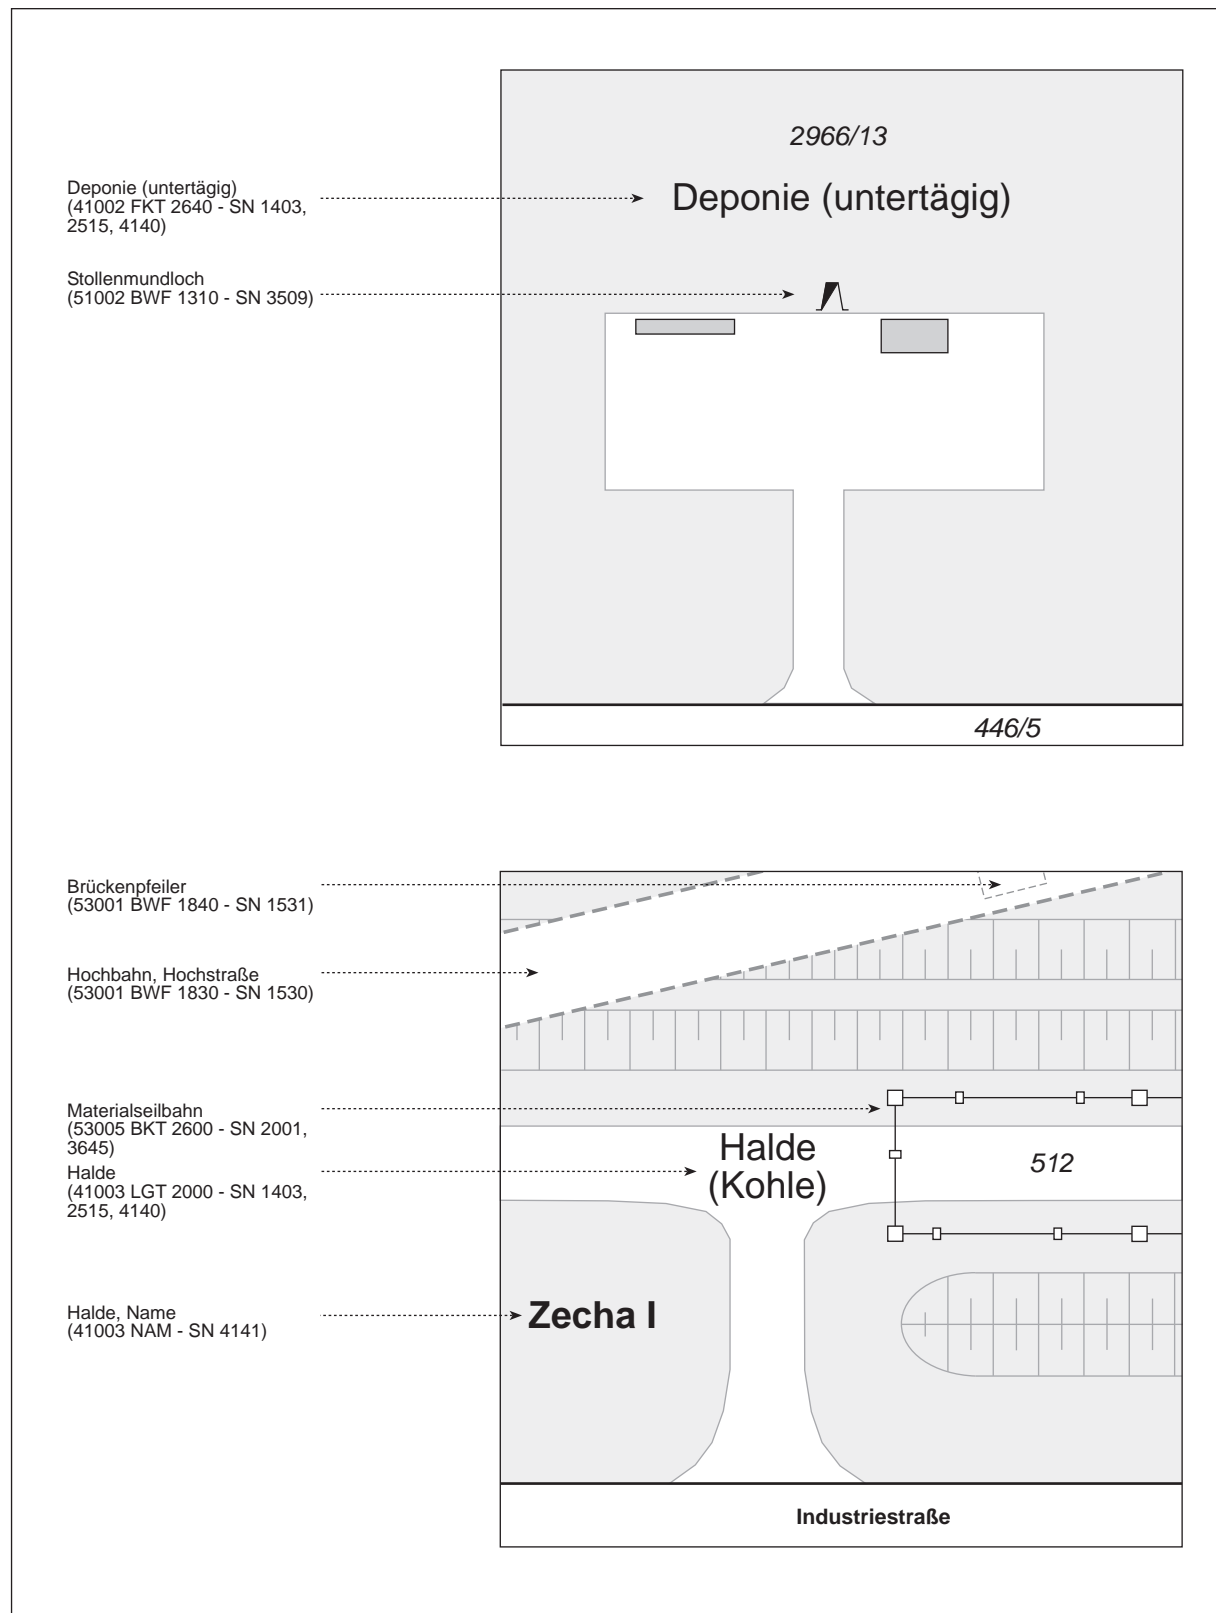 2966/13
Deponie (untertägig)
(41002 FKT 2640 - SN 1403,
2515, 4140)
Deponie (untertägig)
Stollenmundloch
(51002 BWF 1310 - SN 3509)
446/5
Brückenpfeiler
(53001 BWF 1840 - SN 1531)
Hochbahn, Hochstraße
(53001 BWF 1830 - SN 1530)
Materialseilbahn
(53005 BKT 2600 - SN 2001,
3645)
Halde
(41003 LGT 2000 - SN 1403,
2515, 4140)
Halde
(Kohle)
512
Halde, Name
(41003 NAM - SN 4141)
Zecha I
Industriestraße